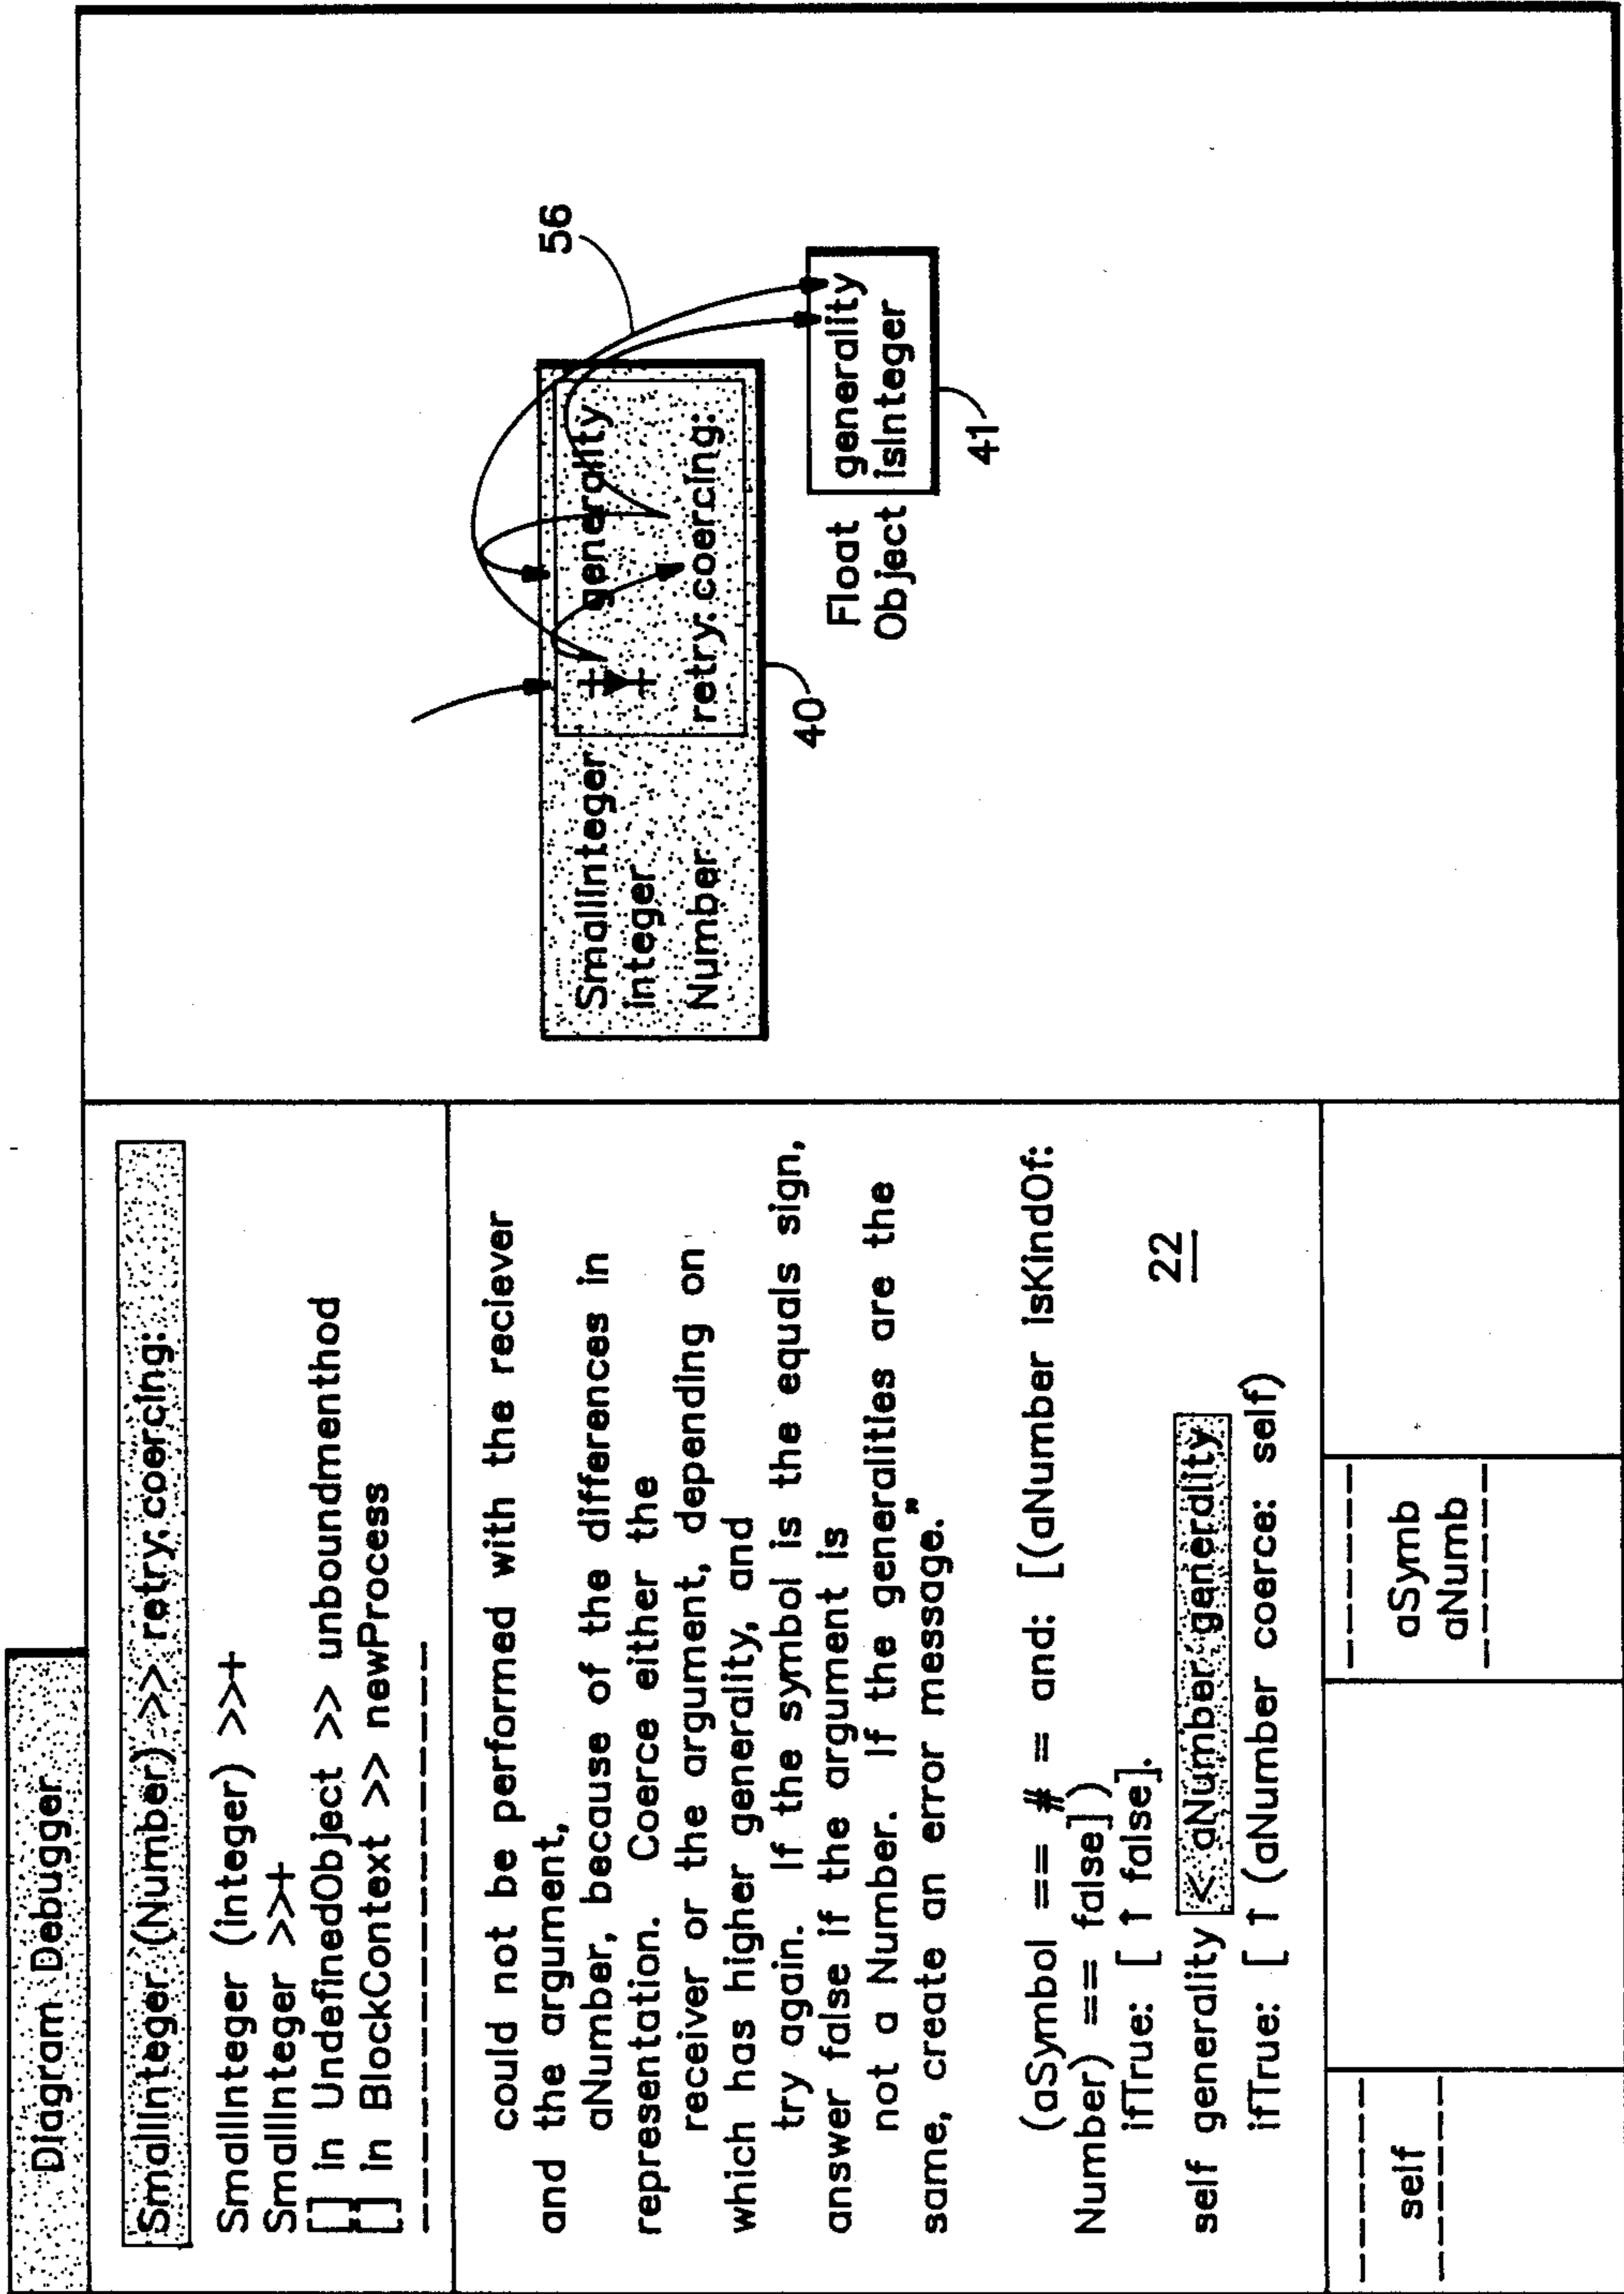 Diagram Debugger
SmallInteger (Number) >> retry: coercing:
SmallInteger (integer) >>+
SmallInteger >>+
[] in UndefinedObject >> unboundmenthod
[] in BlockContext >> newProcess
----------
could not be performed with the reciever
and the argument,
aNumber, because of the differences in
representation. Coerce either the
receiver or the argument, depending on
which has higher generality, and
try again. If the symbol is the equals sign,
answer false if the argument is
not a Number. If the generalities are the
same, create an error message."
(aSymbol == # = and: [(aNumber isKindOf:
Number) == false])
ifTrue: [ ↑ false].
22
self generality < aNumber generality
ifTrue: [ ↑ (aNumber coerce: self)
------
self
------
------
aSymb
aNumb
------
SmallInteger + generality
integer +
Number retry: coercing:
40
56
Float generality
Object isInteger
41